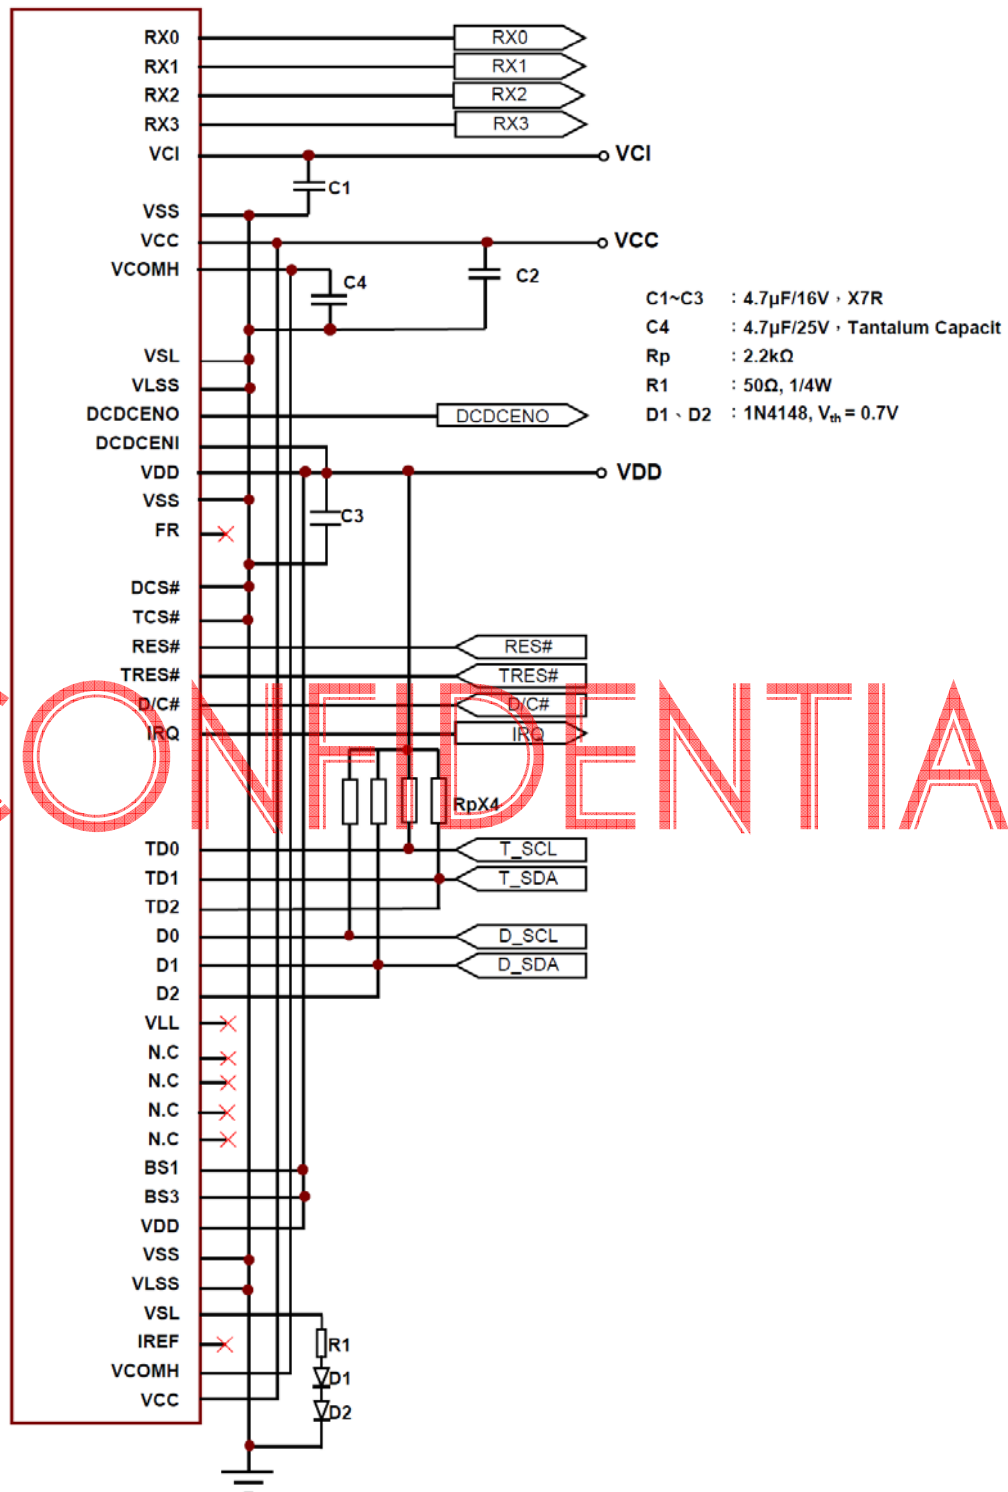 RX0 RX0
RX1 RX1
RX2 RX2
RX3 RX3
VCI VCI
C1
VSS
VCC VCC
VCOMH
C4 C2
C1~C3 : 4.7µF/16V , X7R
C4 : 4.7µF/25V , Tantalum Capacit
Rp : 2.2kΩ
R1 : 50Ω, 1/4W
D1、D2 : 1N4148, Vth = 0.7V
VSL
VLSS
DCDCENO DCDCENO
DCDCENI
VDD VDD
VSS
C3
FR
DCS#
TCS#
RES# RES#
TRES# TRES#
D/C# D/C#
IRQ IRQ
CONFIDENTIA
RpX4
TD0 T_SCL
TD1 T_SDA
TD2
D0 D_SCL
D1 D_SDA
D2
VLL
N.C
N.C
N.C
N.C
BS1
BS3
VDD
VSS
VLSS
VSL
IREF R1
VCOMH D1
VCC D2